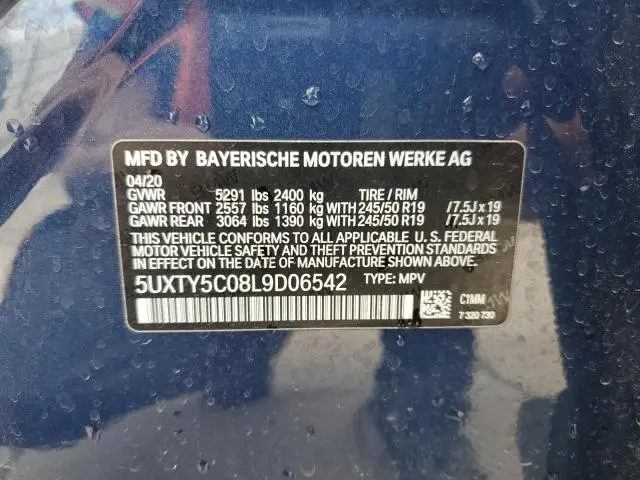 MFD BY BAYERISCHE MOTOREN WERKE AG
04/20
GVWR 5291 lbs 2400 kg TIRE / RIM
GAWR FRONT 2557 lbs 1160 kg WITH 245/50 R19 /7.5J x 19
GAWR REAR 3064 lbs 1390 kg WITH 245/50 R19 /7.5J x 19
THIS VEHICLE CONFORMS TO ALL APPLICABLE U. S. FEDERAL
MOTOR VEHICLE SAFETY AND THEFT PREVENTION STANDARDS
IN EFFECT ON THE DATE OF MANUFACTURE SHOWN ABOVE.
5UXTY5C08L9D06542 TYPE: MPV
C1MM
7 320 730